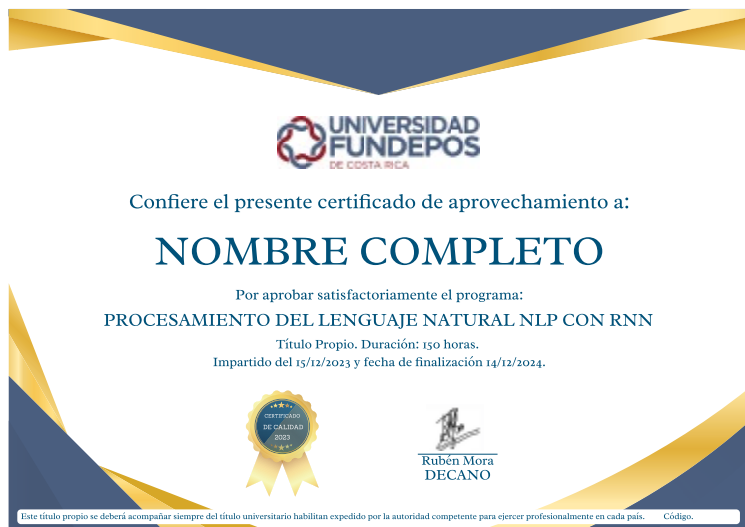 UNIVERSIDAD
FUNDEPOS
DE COSTA RICA
Confiere el presente certificado de aprovechamiento a:
NOMBRE COMPLETO
Por aprobar satisfactoriamente el programa:
PROCESAMIENTO DEL LENGUAJE NATURAL NLP CON RNN
Título Propio. Duración: 150 horas.
Impartido del 15/12/2023 y fecha de finalización 14/12/2024.
CERTIFICADO
DE CALIDAD
2023
Rubén Mora
DECANO
Este título propio se deberá acompañar siempre del título universitario habilitan expedido por la autoridad competente para ejercer profesionalmente en cada país. Código.